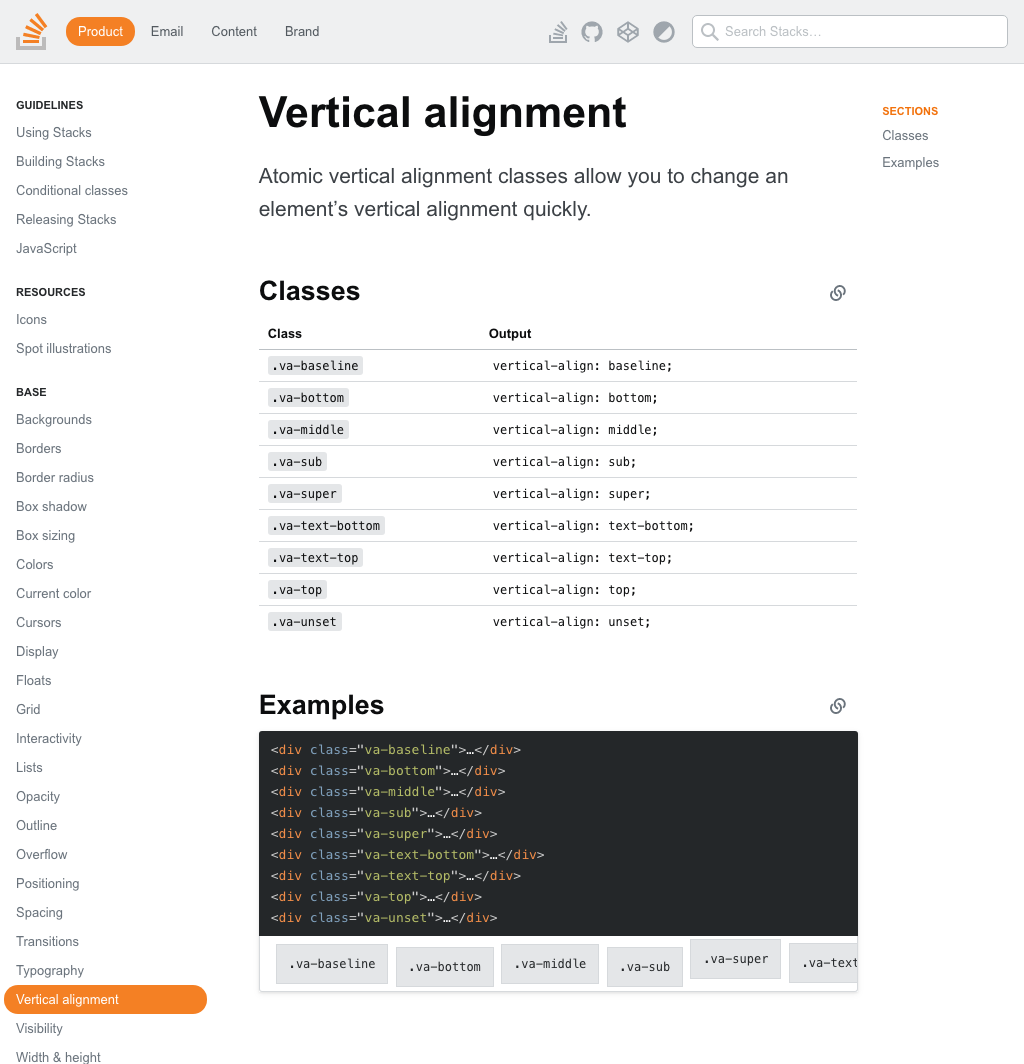 Product Email Content Brand
Search Stacks…
GUIDELINES
Using Stacks
Building Stacks
Conditional classes
Releasing Stacks
JavaScript
RESOURCES
Icons
Spot illustrations
BASE
Backgrounds
Borders
Border radius
Box shadow
Box sizing
Colors
Current color
Cursors
Display
Floats
Grid
Interactivity
Lists
Opacity
Outline
Overflow
Positioning
Spacing
Transitions
Typography
Vertical alignment
Visibility
Width & height
Vertical alignment
Atomic vertical alignment classes allow you to change an
element’s vertical alignment quickly.
Classes
Class Output
.va-baseline vertical-align: baseline;
.va-bottom vertical-align: bottom;
.va-middle vertical-align: middle;
.va-sub vertical-align: sub;
.va-super vertical-align: super;
.va-text-bottom vertical-align: text-bottom;
.va-text-top vertical-align: text-top;
.va-top vertical-align: top;
.va-unset vertical-align: unset;
Examples
<div class="va-baseline">…</div>
<div class="va-bottom">…</div>
<div class="va-middle">…</div>
<div class="va-sub">…</div>
<div class="va-super">…</div>
<div class="va-text-bottom">…</div>
<div class="va-text-top">…</div>
<div class="va-top">…</div>
<div class="va-unset">…</div>
.va-baseline .va-bottom .va-middle .va-sub .va-super .va-text
SECTIONS
Classes
Examples